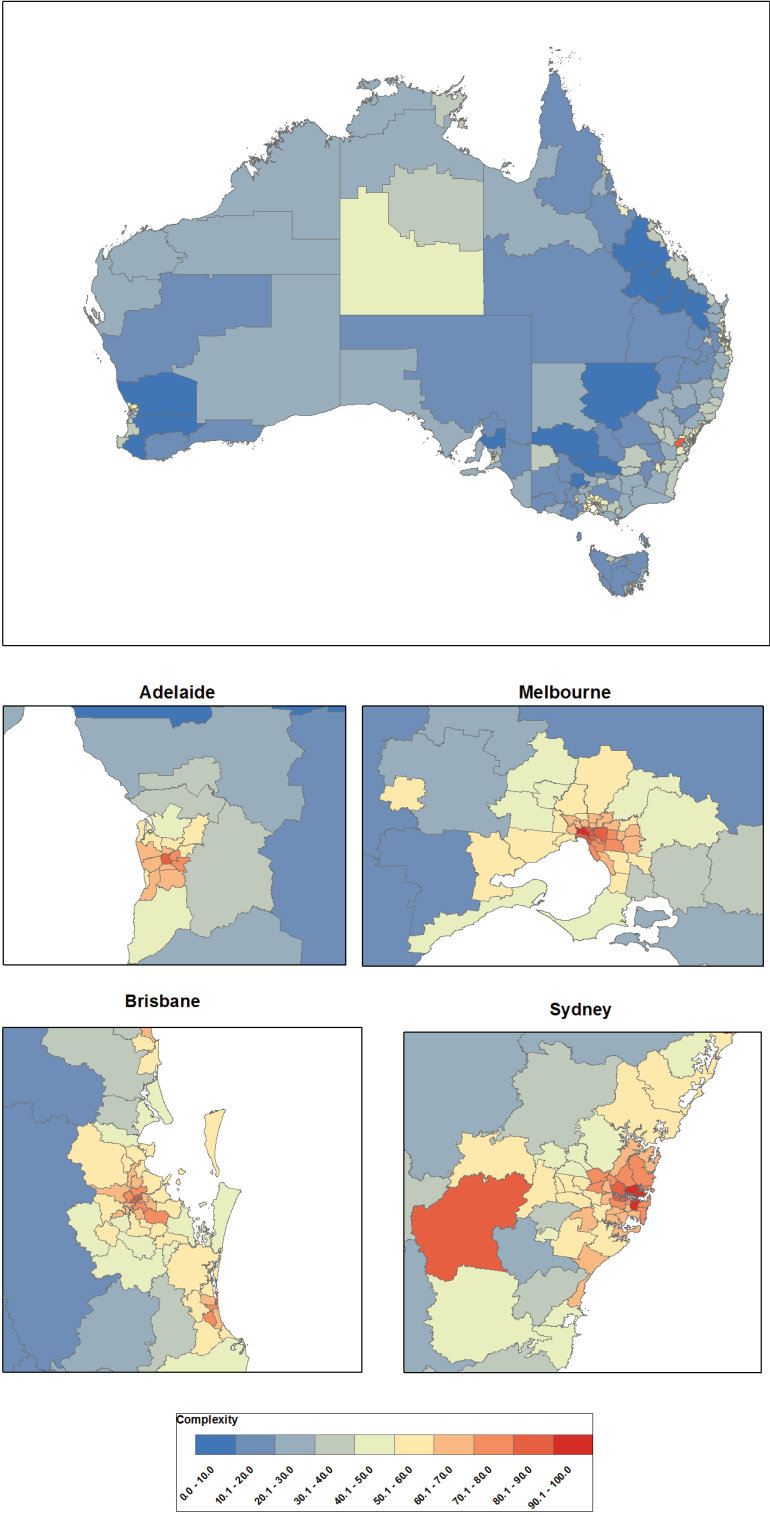 Adelaide
Melbourne
Brisbane
Sydney
Complexity
0.0 - 10.0
10.1 - 20.0
20.1 - 30.0
30.1 - 40.0
40.1 - 50.0
50.1 - 60.0
60.1 - 70.0
70.1 - 80.0
80.1 - 90.0
90.1 - 100.0